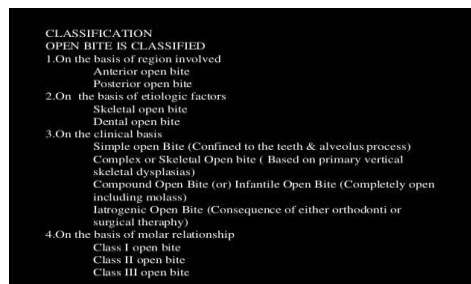 CLASSIFICATION
OPEN BITE IS CLASSIFIED
1.On the basis of region involved
Anterior open bite
Posterior open bite
2.On the basis of etiologic factors
Skeletal open bite
Dental open bite
3.On the clinical basis
Simple open Bite (Confined to the teeth & alveolus process)
Complex or Skeletal Open bite ( Based on primary vertical
skeletal dysplasias)
Compound Open Bite (or) Infantile Open Bite (Completely open
including molass)
Iatrogenic Open Bite (Consequence of either orthodonti or
surgical theraphy)
4.On the basis of molar relationship
Class I open bite
Class II open bite
Class III open bite